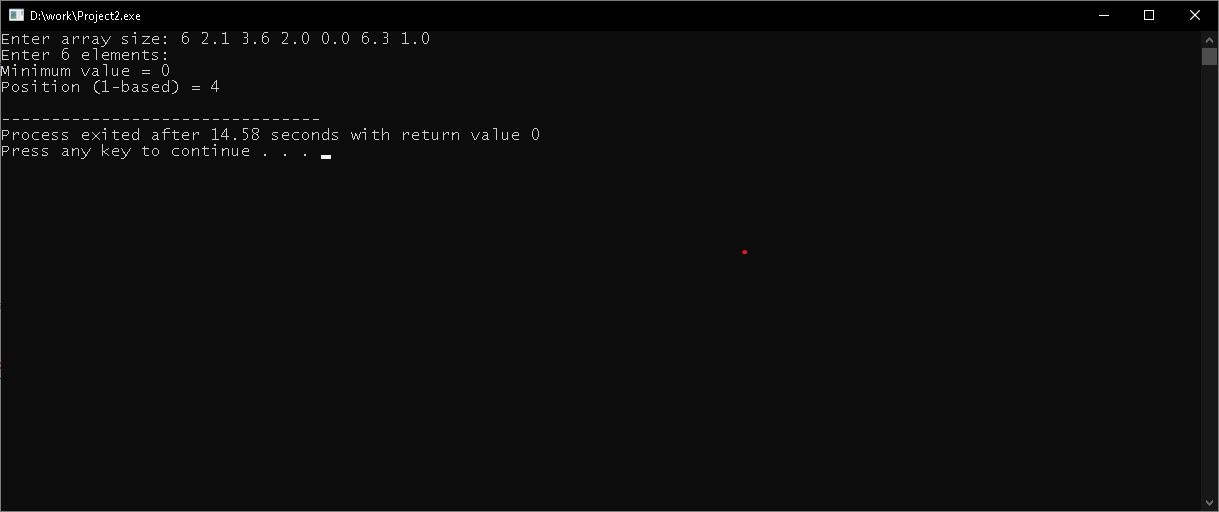 D:\work\Project2.exe
Enter array size: 6 2.1 3.6 2.0 0.0 6.3 1.0
Enter 6 elements:
Minimum value = 0
Position (1-based) = 4
--------------------------------
Process exited after 14.58 seconds with return value 0
Press any key to continue . . .